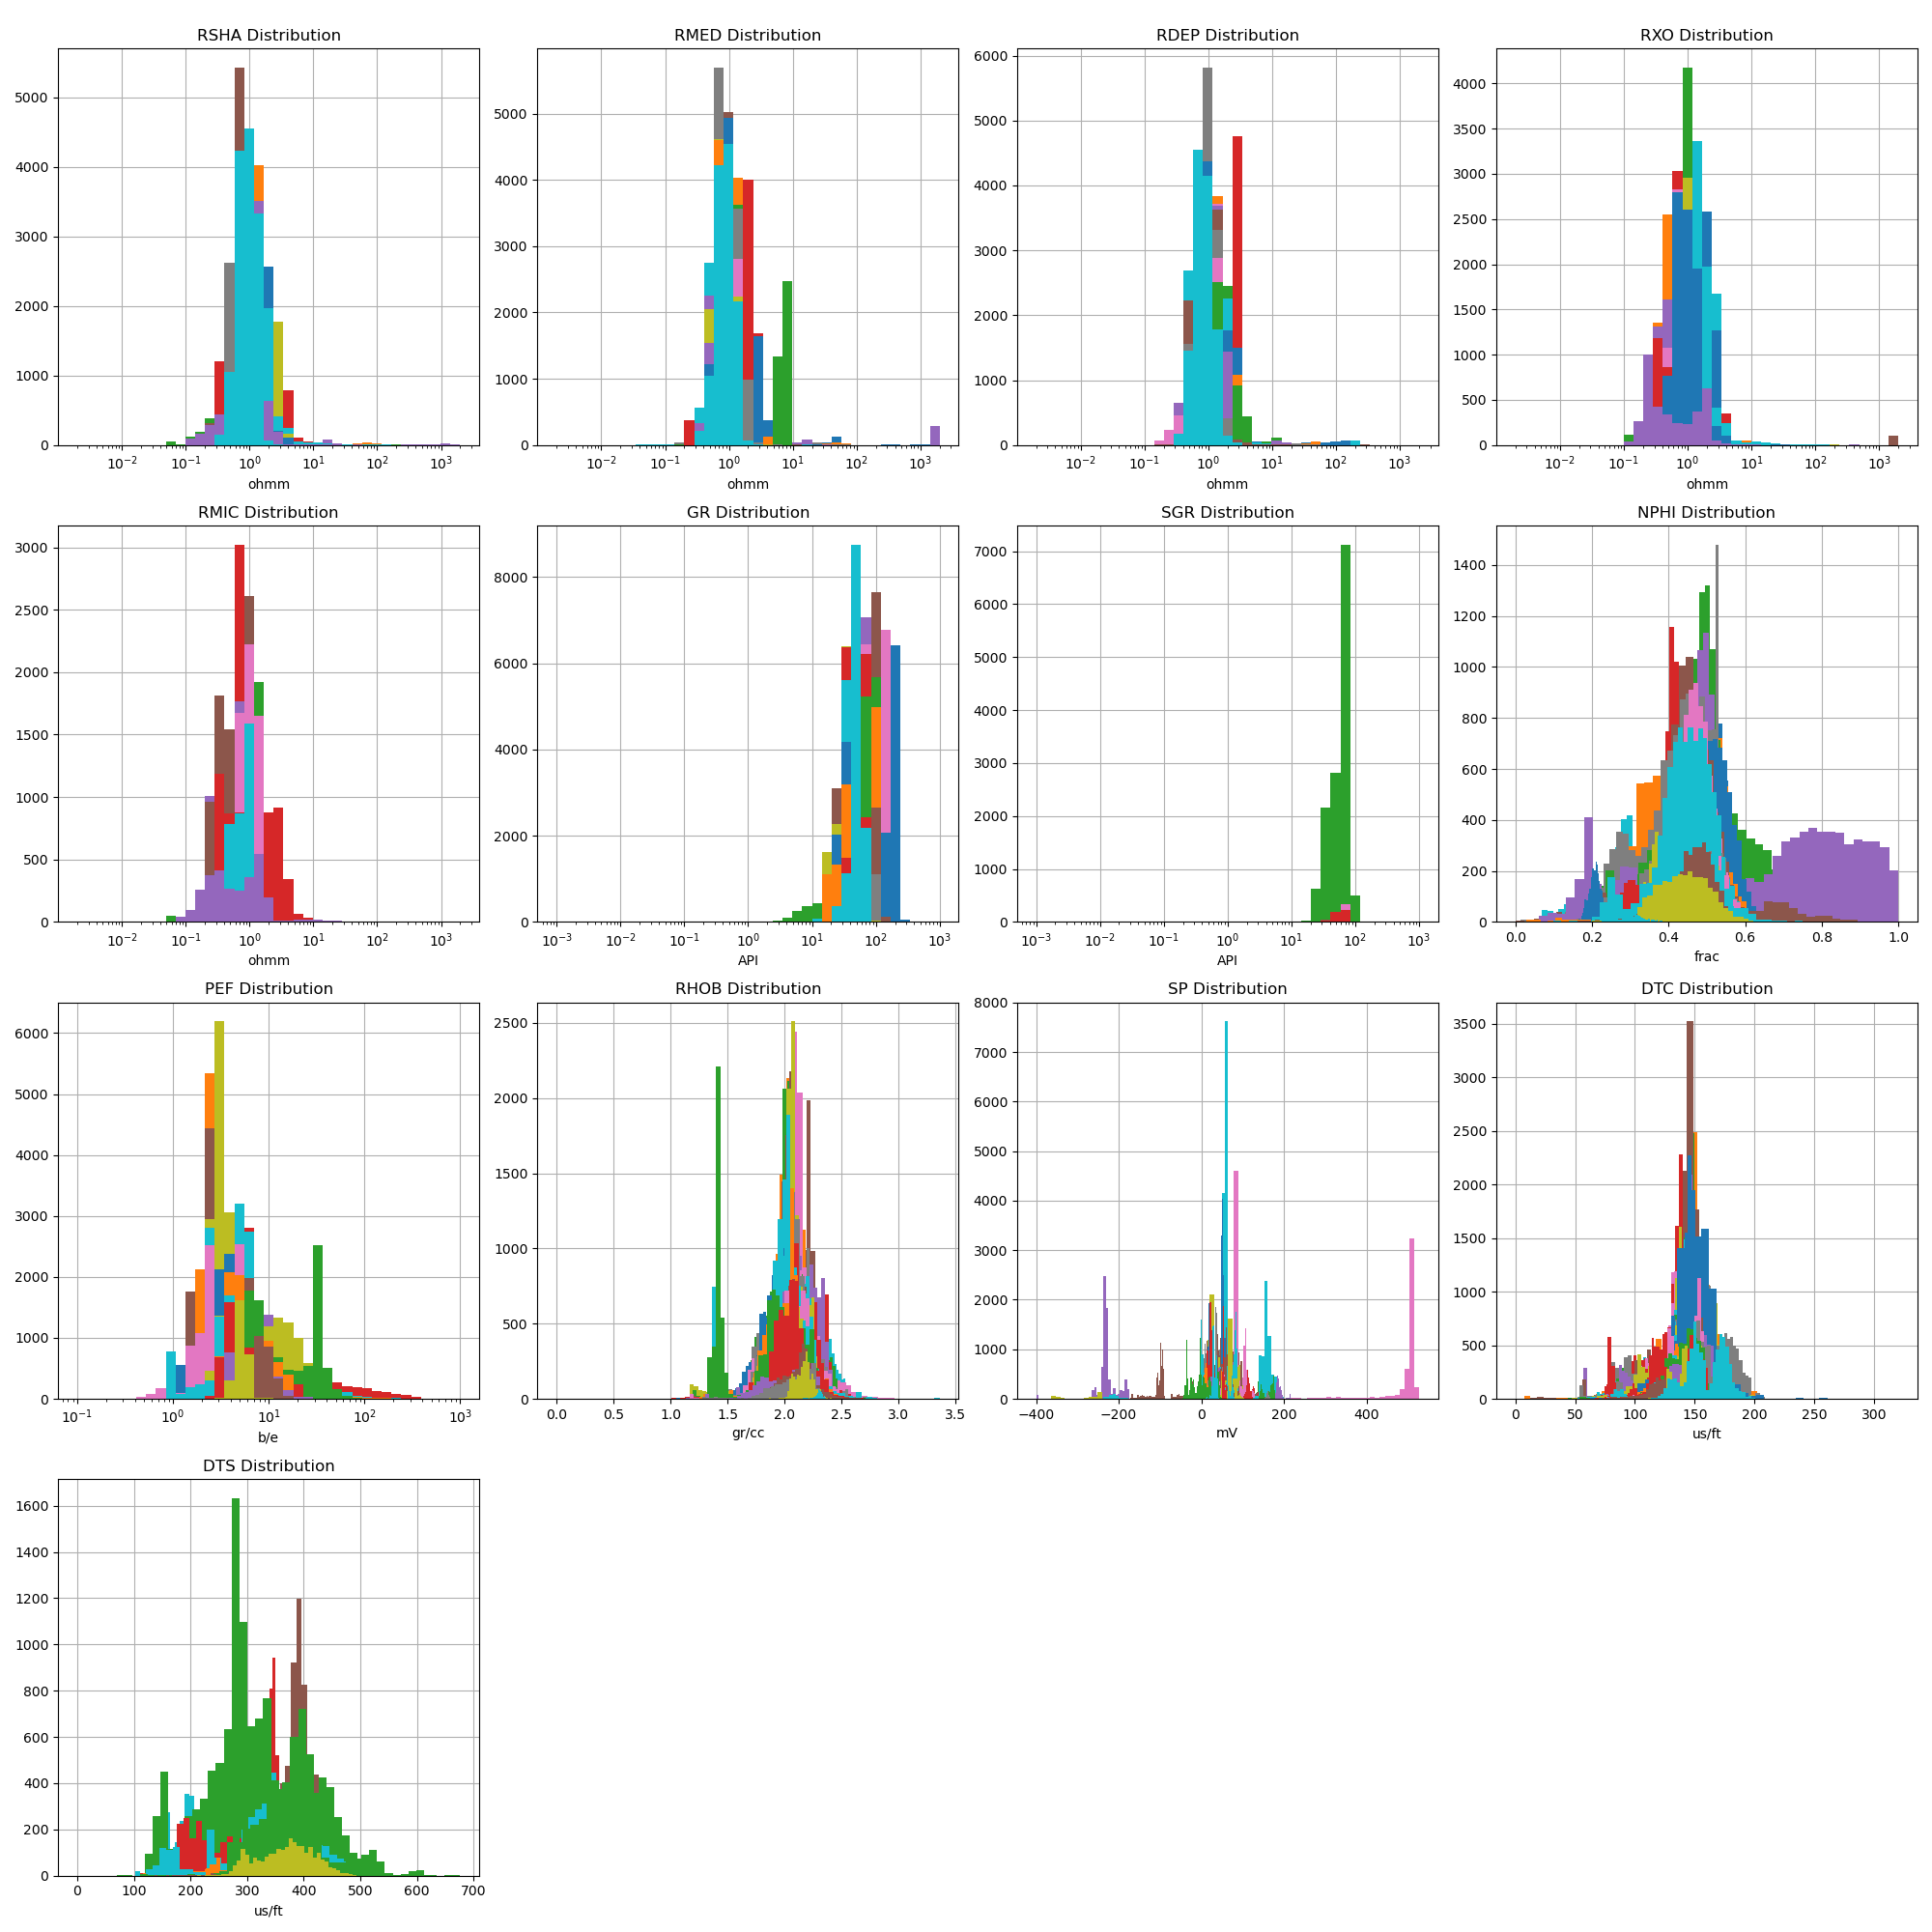 RSHA Distribution
5000
4000
3000
2000
1000
0
10⁻² 10⁻¹ 10⁰ 10¹ 10² 10³
ohmm
RMED Distribution
5000
4000
3000
2000
1000
0
10⁻² 10⁻¹ 10⁰ 10¹ 10² 10³
ohmm
RDEP Distribution
6000
5000
4000
3000
2000
1000
0
10⁻² 10⁻¹ 10⁰ 10¹ 10² 10³
ohmm
RXO Distribution
4000
3500
3000
2500
2000
1500
1000
500
0
10⁻² 10⁻¹ 10⁰ 10¹ 10² 10³
ohmm
RMIC Distribution
3000
2500
2000
1500
1000
500
0
10⁻² 10⁻¹ 10⁰ 10¹ 10² 10³
ohmm
GR Distribution
8000
6000
4000
2000
0
10⁻³ 10⁻² 10⁻¹ 10⁰ 10¹ 10² 10³
API
SGR Distribution
7000
6000
5000
4000
3000
2000
1000
0
10⁻³ 10⁻² 10⁻¹ 10⁰ 10¹ 10² 10³
API
NPHI Distribution
1400
1200
1000
800
600
400
200
0
0.0 0.2 0.4 0.6 0.8 1.0
frac
PEF Distribution
6000
5000
4000
3000
2000
1000
0
10⁻¹ 10⁰ 10¹ 10² 10³
b/e
RHOB Distribution
2500
2000
1500
1000
500
0
0.0 0.5 1.0 1.5 2.0 2.5 3.0 3.5
gr/cc
SP Distribution
8000
7000
6000
5000
4000
3000
2000
1000
0
−400 −200 0 200 400
mV
DTC Distribution
3500
3000
2500
2000
1500
1000
500
0
0 50 100 150 200 250 300
us/ft
DTS Distribution
1600
1400
1200
1000
800
600
400
200
0
0 100 200 300 400 500 600 700
us/ft